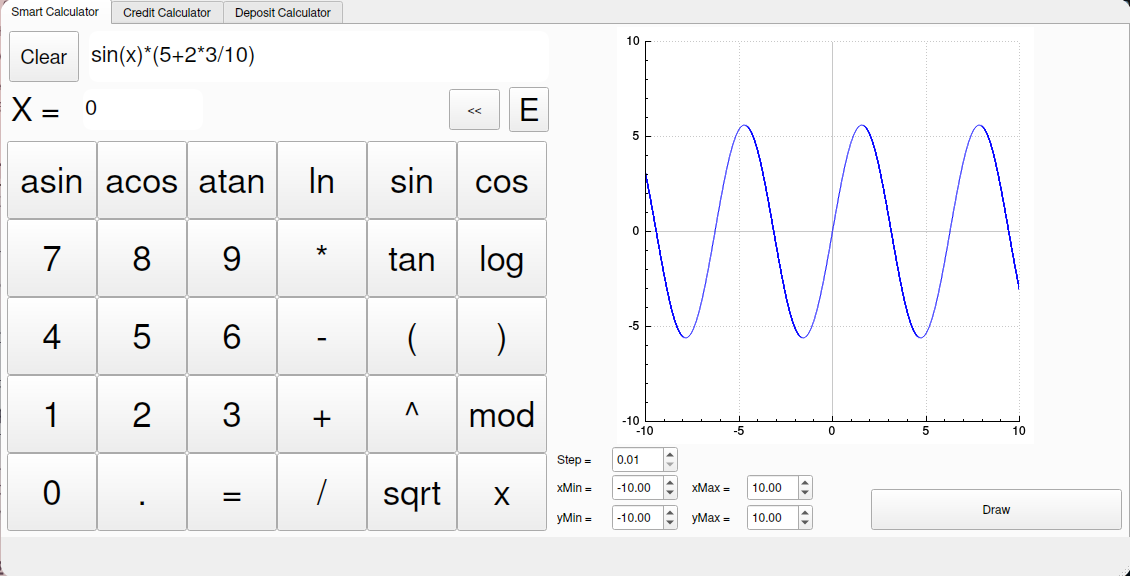 Smart Calculator Credit Calculator Deposit Calculator
Clear sin(x)*(5+2*3/10)
X = 0 << E
asin acos atan ln sin cos
7 8 9 * tan log
4 5 6 - ( )
1 2 3 + ^ mod
0 . = / sqrt x
10
5
0
-5
-10
-10 -5 0 5 10
Step = 0.01
xMin = -10.00 xMax = 10.00
yMin = -10.00 yMax = 10.00
Draw